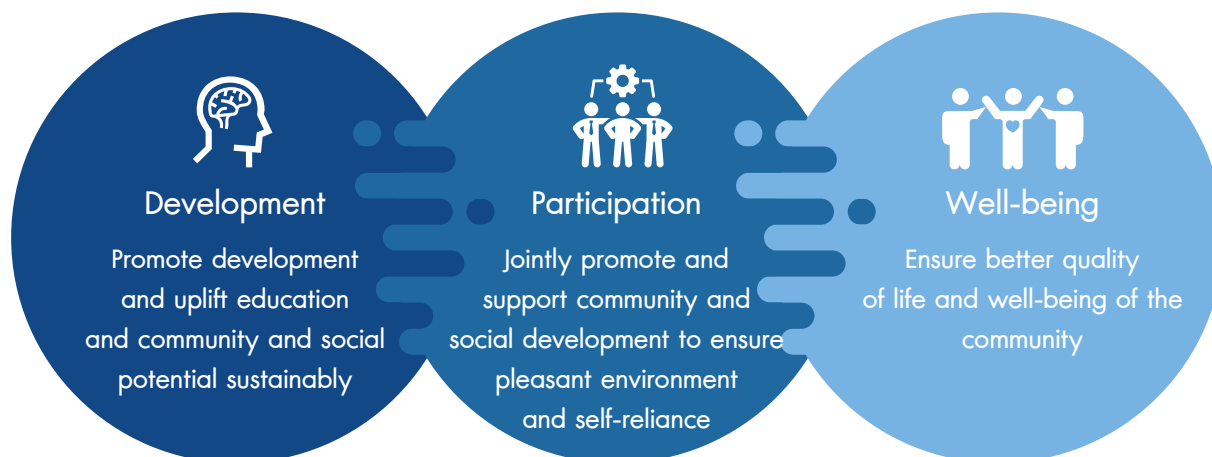 Development
Promote development
and uplift education
and community and social
potential sustainably
Participation
Jointly promote and
support community and
social development to ensure
pleasant environment
and self-reliance
Well-being
Ensure better quality
of life and well-being of the
community